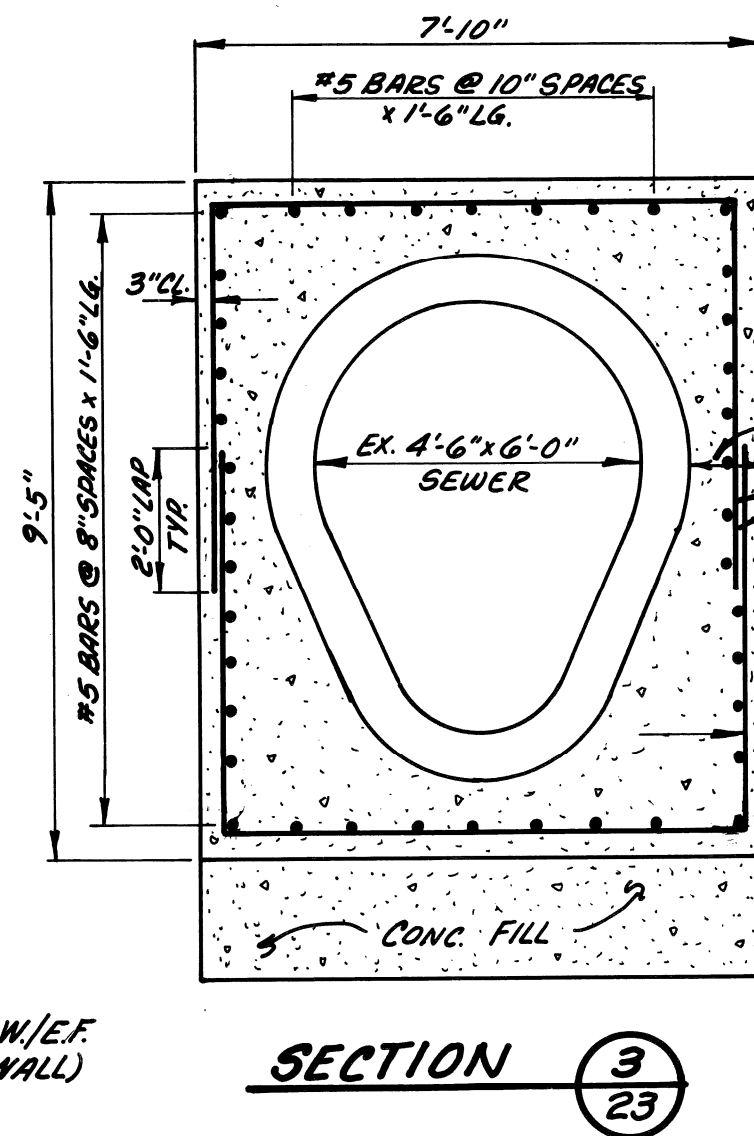 7'-10"
#5 BARS @ 10" SPACES
x 1'-6" LG.
3" CL.
#5 BARS @ 8" SPACES x 1'-6" LG.
9'-5"
2'-0" LAP
TYP.
EX. 4'-6" x 6'-0"
SEWER
CONC. FILL
W./E.F.
WALL)
SECTION 3
23